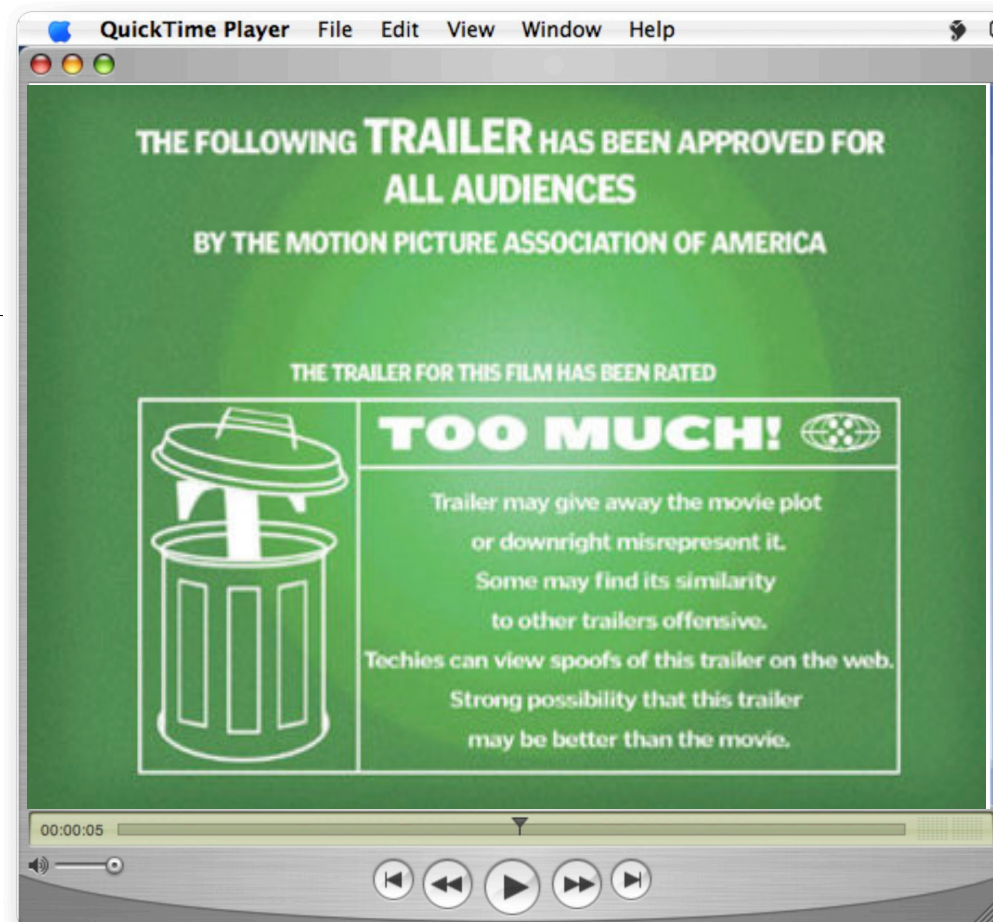 QuickTime Player File Edit View Window Help
THE FOLLOWING TRAILER HAS BEEN APPROVED FOR
ALL AUDIENCES
BY THE MOTION PICTURE ASSOCIATION OF AMERICA
THE TRAILER FOR THIS FILM HAS BEEN RATED
TOO MUCH!
Trailer may give away the movie plot
or downright misrepresent it.
Some may find its similarity
to other trailers offensive.
Techies can view spoofs of this trailer on the web.
Strong possibility that this trailer
may be better than the movie.
00:00:05